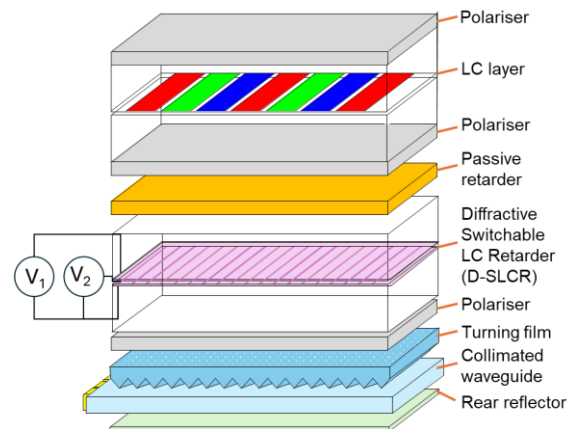 Polariser
LC layer
Polariser
Passive
retarder
Diffractive
Switchable
LC Retarder
(D-SLCR)
V1
V2
Polariser
Turning film
Collimated
waveguide
Rear reflector